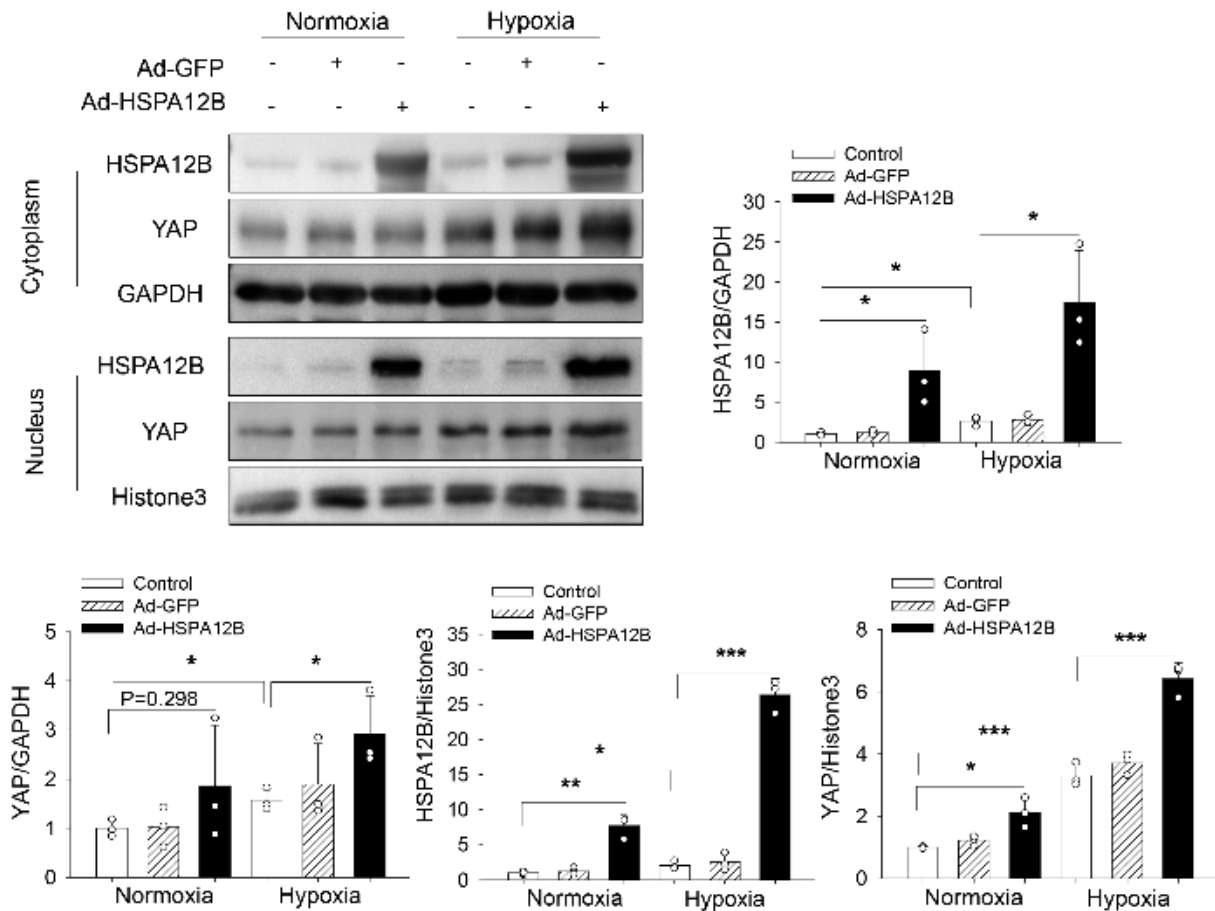 Normoxia Hypoxia
Ad-GFP - + - - + -
Ad-HSPA12B - - + - - +
Cytoplasm
HSPA12B
YAP
GAPDH
Nucleus
HSPA12B
YAP
Histone3
Control
Ad-GFP
Ad-HSPA12B
HSPA12B/GAPDH
30
25
20
15
10
5
0
*
*
*
Normoxia Hypoxia
Control
Ad-GFP
Ad-HSPA12B
YAP/GAPDH
5
4
3
2
1
0
* *
P=0.298
Normoxia Hypoxia
Control
Ad-GFP
Ad-HSPA12B
HSPA12B/Histone3
35
30
25
20
15
10
5
0
***
*
**
Normoxia Hypoxia
Control
Ad-GFP
Ad-HSPA12B
YAP/Histone3
8
6
4
2
0
***
***
*
Normoxia Hypoxia